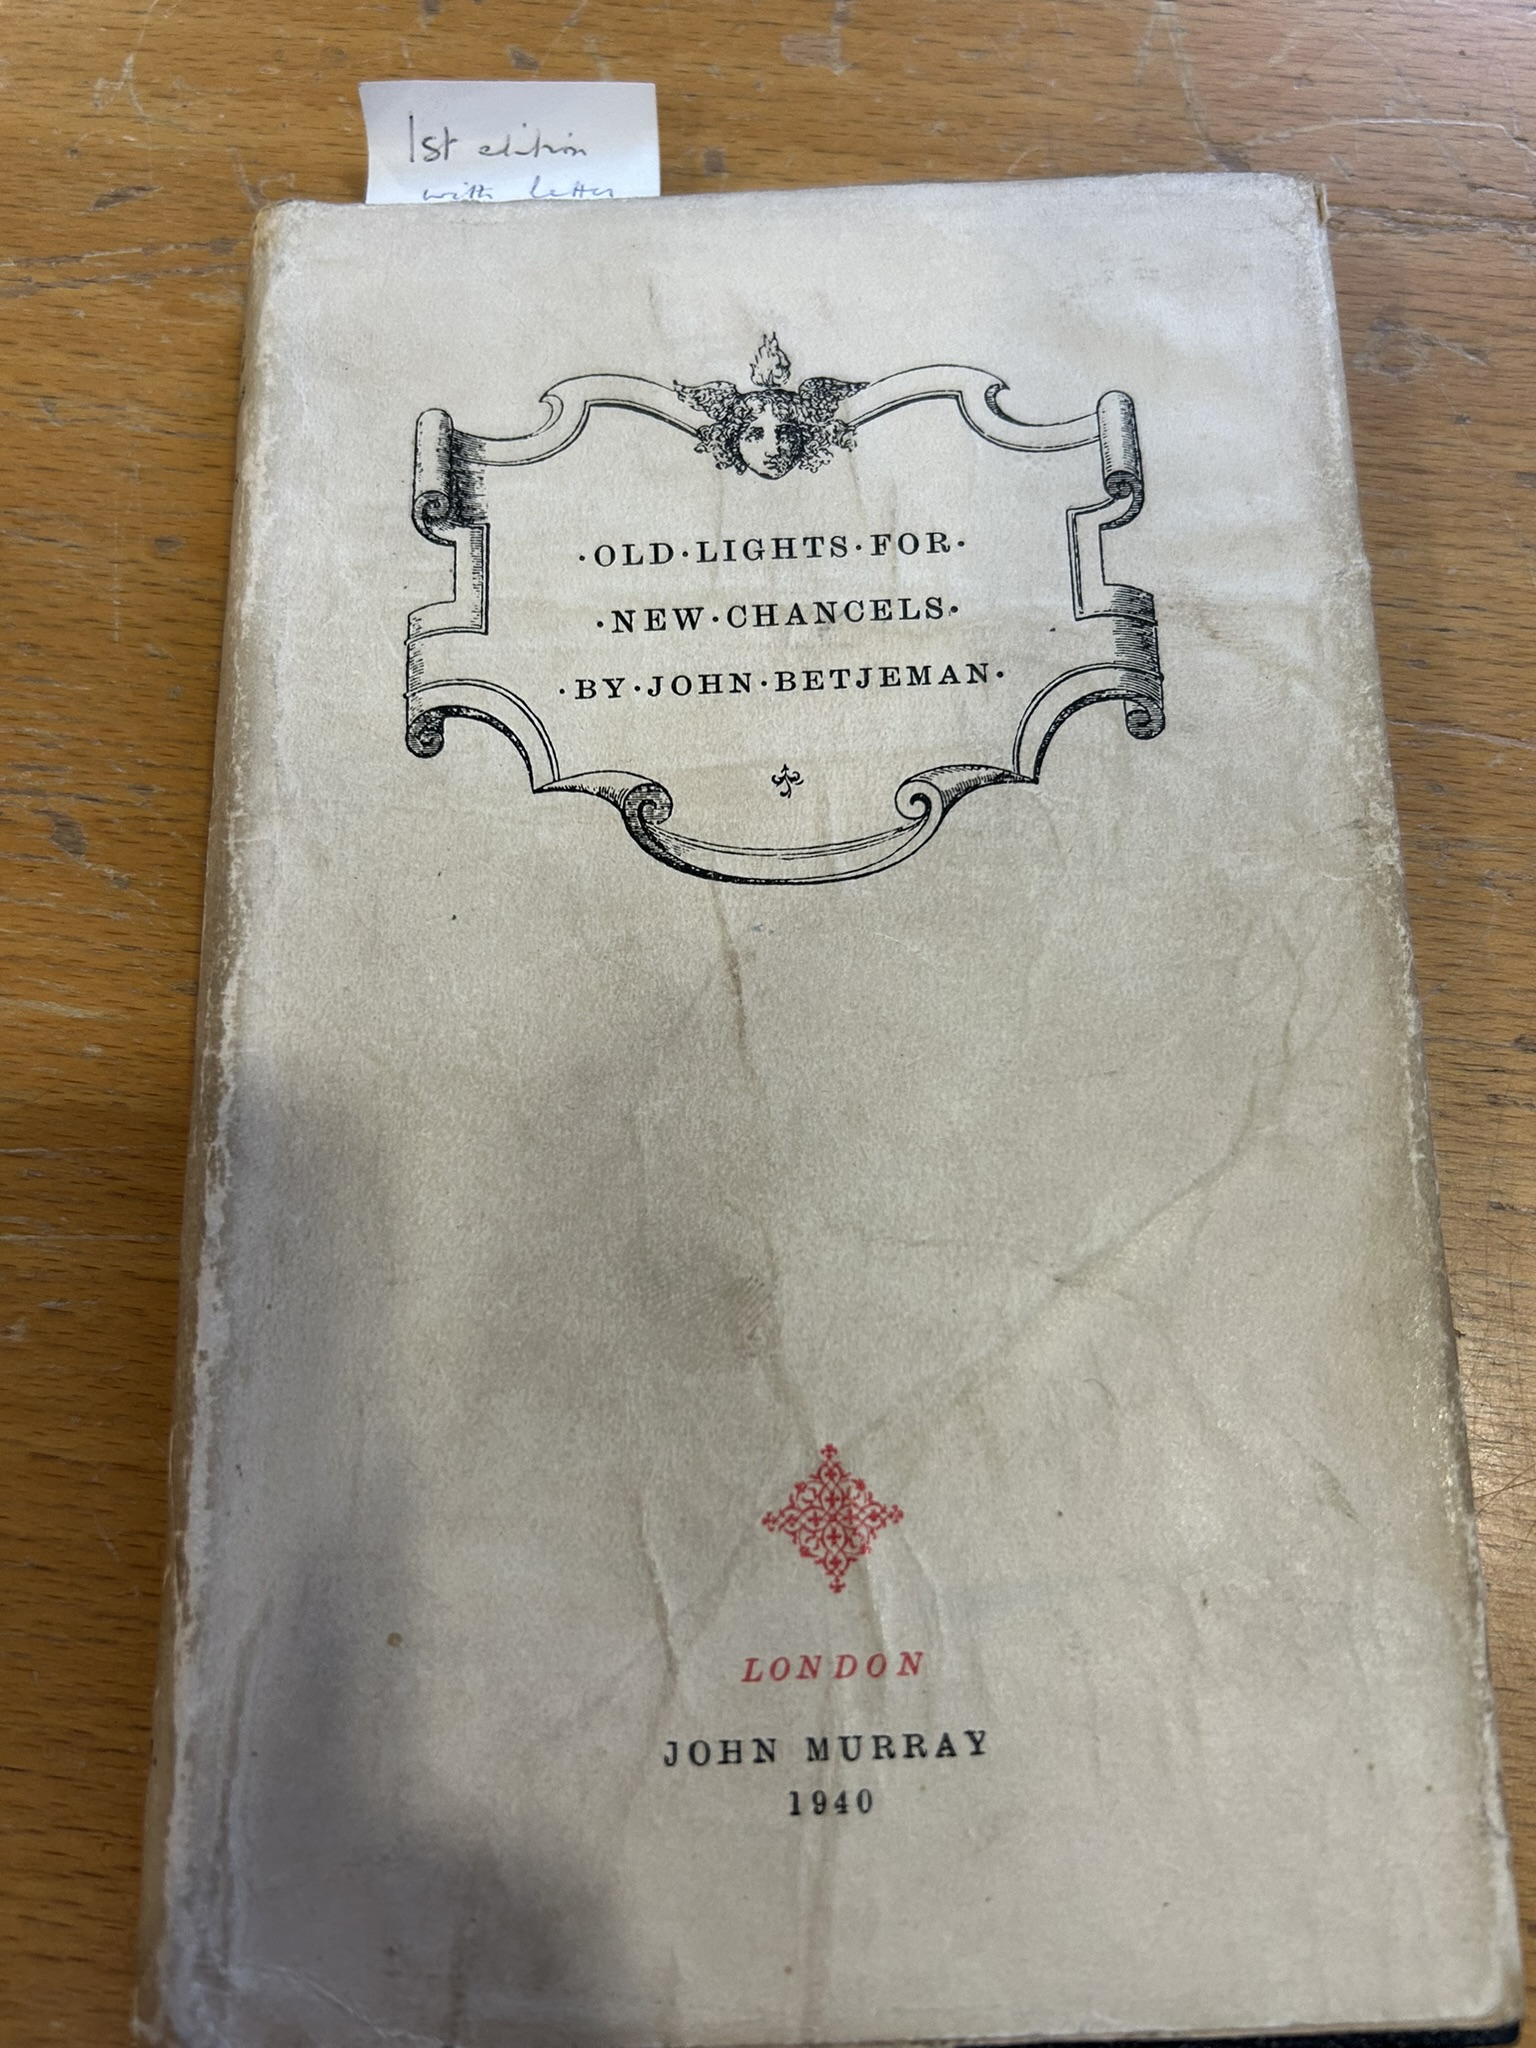 1st edition
with letter
·OLD·LIGHTS·FOR·
·NEW·CHANCELS·
·BY·JOHN·BETJEMAN·
LONDON
JOHN MURRAY
1940